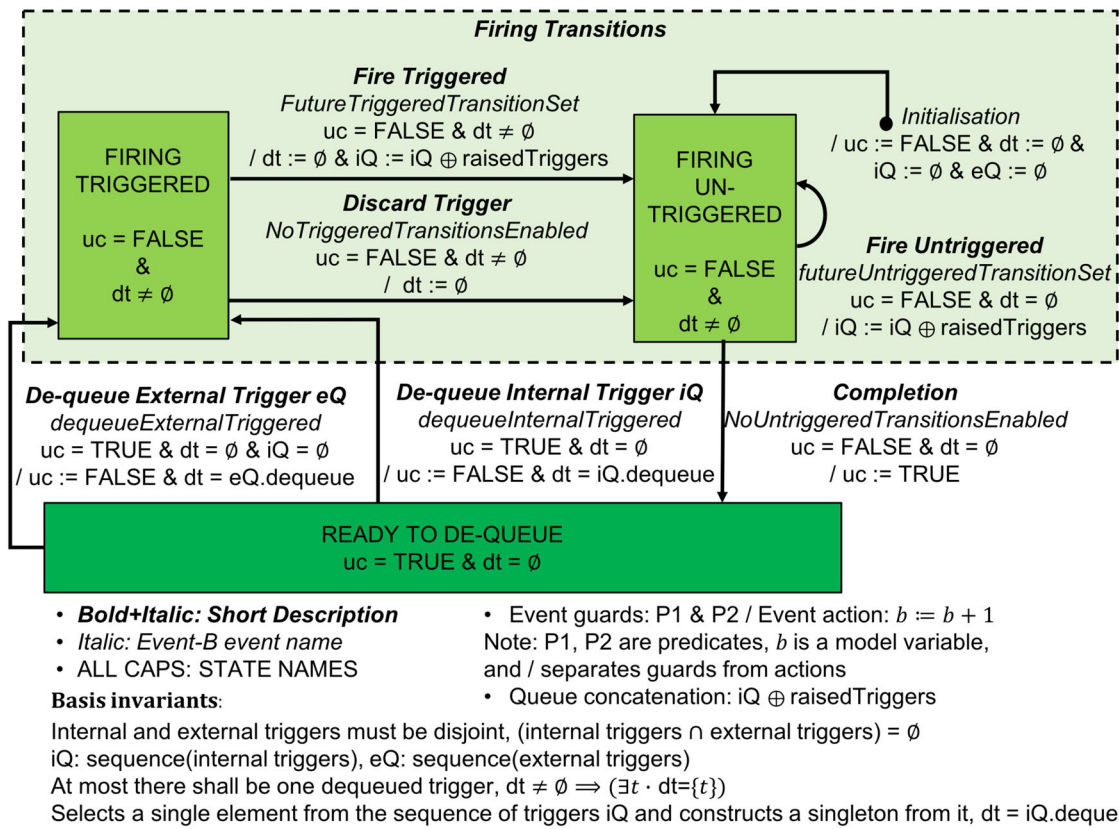 Firing Transitions
Fire Triggered
FutureTriggeredTransitionSet
uc = FALSE & dt ≠ ∅
/ dt := ∅ & iQ := iQ ⊕ raisedTriggers
Initialisation
/ uc := FALSE & dt := ∅ &
iQ := ∅ & eQ := ∅
FIRING
TRIGGERED
uc = FALSE
&
dt ≠ ∅
Discard Trigger
NoTriggeredTransitionsEnabled
uc = FALSE & dt ≠ ∅
/ dt := ∅
FIRING
UN-
TRIGGERED
uc = FALSE
&
dt ≠ ∅
Fire Untriggered
futureUntriggeredTransitionSet
uc = FALSE & dt = ∅
/ iQ := iQ ⊕ raisedTriggers
De-queue External Trigger eQ
dequeueExternalTriggered
uc = TRUE & dt = ∅ & iQ = ∅
/ uc := FALSE & dt = eQ.dequeue
De-queue Internal Trigger iQ
dequeueInternalTriggered
uc = TRUE & dt = ∅
/ uc := FALSE & dt = iQ.dequeue
Completion
NoUntriggeredTransitionsEnabled
uc = FALSE & dt = ∅
/ uc := TRUE
READY TO DE-QUEUE
uc = TRUE & dt = ∅
• Bold+Italic: Short Description
• Italic: Event-B event name
• ALL CAPS: STATE NAMES
• Event guards: P1 & P2 / Event action: b := b + 1
Note: P1, P2 are predicates, b is a model variable,
and / separates guards from actions
• Queue concatenation: iQ ⊕ raisedTriggers
Basis invariants:
Internal and external triggers must be disjoint, (internal triggers ∩ external triggers) = ∅
iQ: sequence(internal triggers), eQ: sequence(external triggers)
At most there shall be one dequeued trigger, dt ≠ ∅ ⟹ (∃t · dt={t})
Selects a single element from the sequence of triggers iQ and constructs a singleton from it, dt = iQ.deque